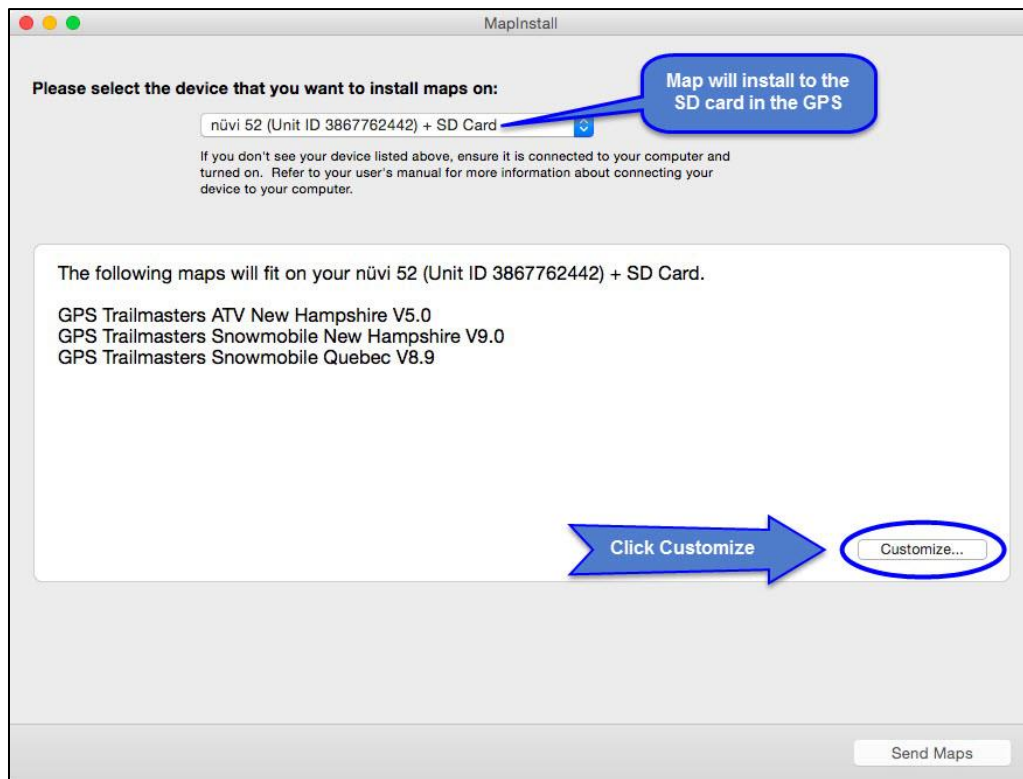 MapInstall
Please select the device that you want to install maps on:
Map will install to the
SD card in the GPS
nüvi 52 (Unit ID 3867762442) + SD Card
If you don't see your device listed above, ensure it is connected to your computer and
turned on.  Refer to your user's manual for more information about connecting your
device to your computer.
The following maps will fit on your nüvi 52 (Unit ID 3867762442) + SD Card.
GPS Trailmasters ATV New Hampshire V5.0
GPS Trailmasters Snowmobile New Hampshire V9.0
GPS Trailmasters Snowmobile Quebec V8.9
Click Customize
Customize...
Send Maps